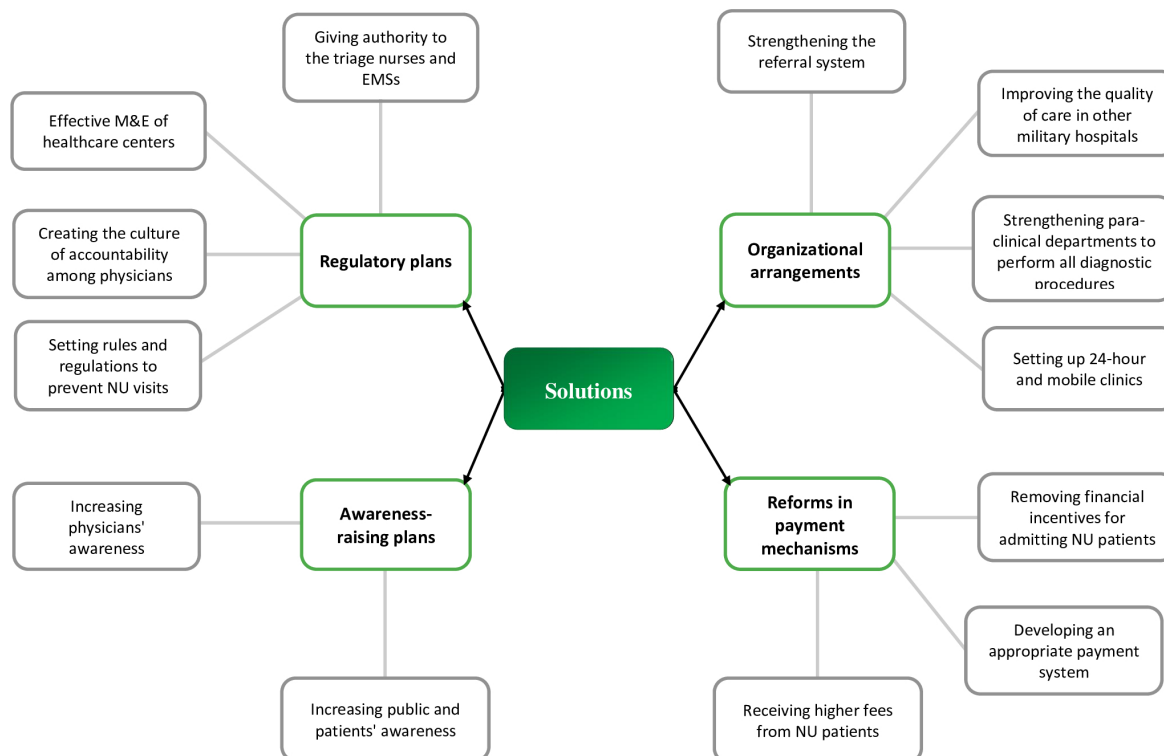 Giving authority to
the triage nurses and
EMSs
Effective M&E of
healthcare centers
Creating the culture
of accountability
among physicians
Setting rules and
regulations to
prevent NU visits
Regulatory plans
Strengthening the
referral system
Improving the quality
of care in other
military hospitals
Strengthening para-
clinical departments to
perform all diagnostic
procedures
Setting up 24-hour
and mobile clinics
Organizational
arrangements
Solutions
Increasing
physicians'
awareness
Awareness-
raising plans
Increasing public and
patients' awareness
Reforms in
payment
mechanisms
Removing financial
incentives for
admitting NU patients
Developing an
appropriate payment
system
Receiving higher fees
from NU patients